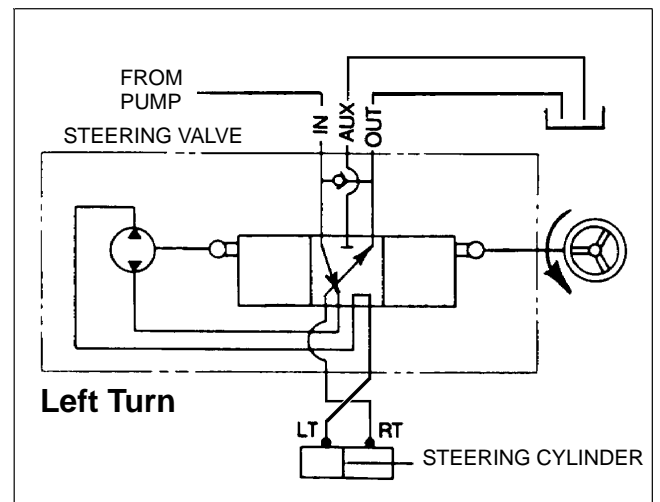 FROM
PUMP
IN
AUX
OUT
STEERING VALVE
Left Turn
LT
RT
STEERING CYLINDER